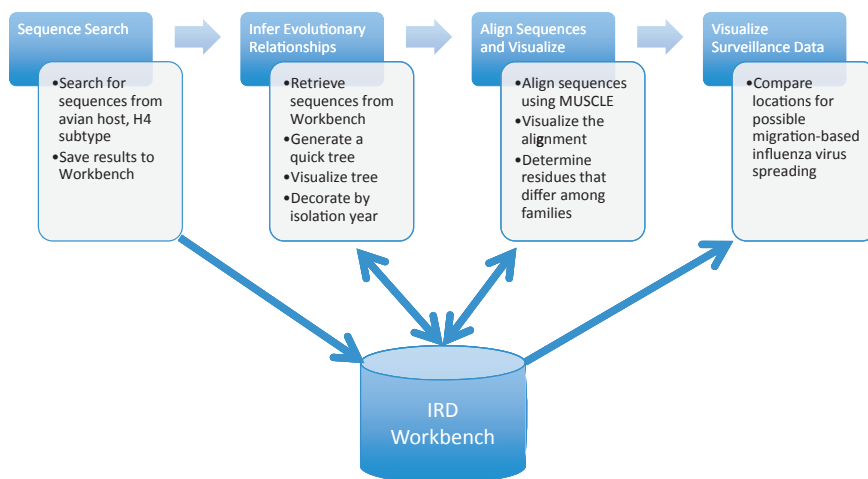 Sequence Search
•Search for
sequences from
avian host, H4
subtype
•Save results to
Workbench
Infer Evolutionary
Relationships
•Retrieve
sequences from
Workbench
•Generate a
quick tree
•Visualize tree
•Decorate by
isolation year
Align Sequences
and Visualize
•Align sequences
using MUSCLE
•Visualize the
alignment
•Determine
residues that
differ among
families
Visualize
Surveillance Data
•Compare
locations for
possible
migration-based
influenza virus
spreading
IRD
Workbench